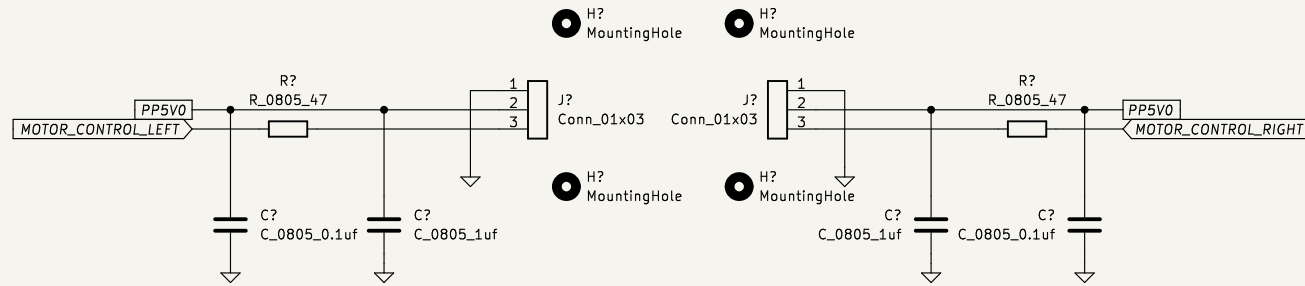 H?
MountingHole
H?
MountingHole
R?
R_0805_47
PP5V0
MOTOR_CONTROL_LEFT
1
2
3
J?
Conn_01x03
J?
Conn_01x03
1
2
3
R?
R_0805_47
PP5V0
MOTOR_CONTROL_RIGHT
H?
MountingHole
H?
MountingHole
C?
C_0805_0.1uf
C?
C_0805_1uf
C?
C_0805_1uf
C?
C_0805_0.1uf